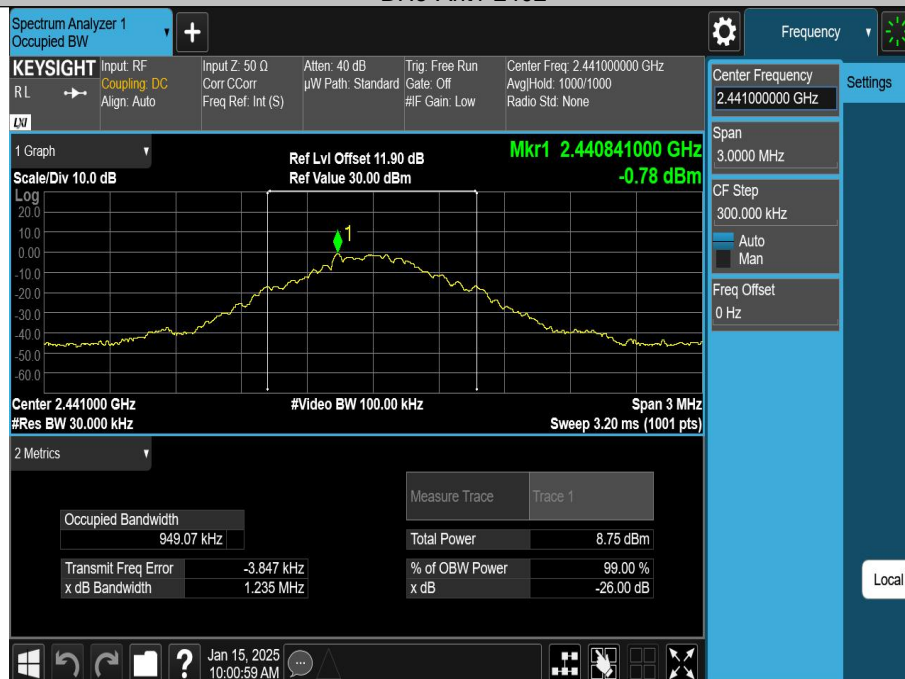 Spectrum Analyzer 1
Occupied BW
+
Frequency
KEYSIGHT
RL
LXI
Input: RF
Coupling: DC
Align: Auto
Input Z: 50 Ω
Corr CCorr
Freq Ref: Int (S)
Atten: 40 dB
µW Path: Standard
Trig: Free Run
Gate: Off
#IF Gain: Low
Center Freq: 2.441000000 GHz
Avg|Hold: 1000/1000
Radio Std: None
Center Frequency
2.441000000 GHz
Settings
Span
3.0000 MHz
CF Step
300.000 kHz
Auto
Man
Freq Offset
0 Hz
Local
1 Graph
Scale/Div 10.0 dB
Log
Ref Lvl Offset 11.90 dB
Ref Value 30.00 dBm
Mkr1 2.440841000 GHz
-0.78 dBm
20.0
10.0
0.00
-10.0
-20.0
-30.0
-40.0
-50.0
-60.0
1
Center 2.441000 GHz
#Res BW 30.000 kHz
#Video BW 100.00 kHz
Span 3 MHz
Sweep 3.20 ms (1001 pts)
2 Metrics
Measure Trace Trace 1
Occupied Bandwidth
949.07 kHz
Total Power 8.75 dBm
Transmit Freq Error -3.847 kHz
% of OBW Power 99.00 %
x dB Bandwidth 1.235 MHz
x dB -26.00 dB
?
Jan 15, 2025
10:00:59 AM